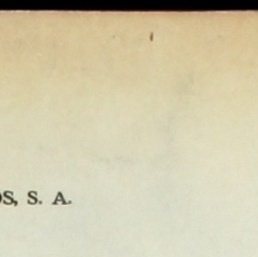 OS, S. A.